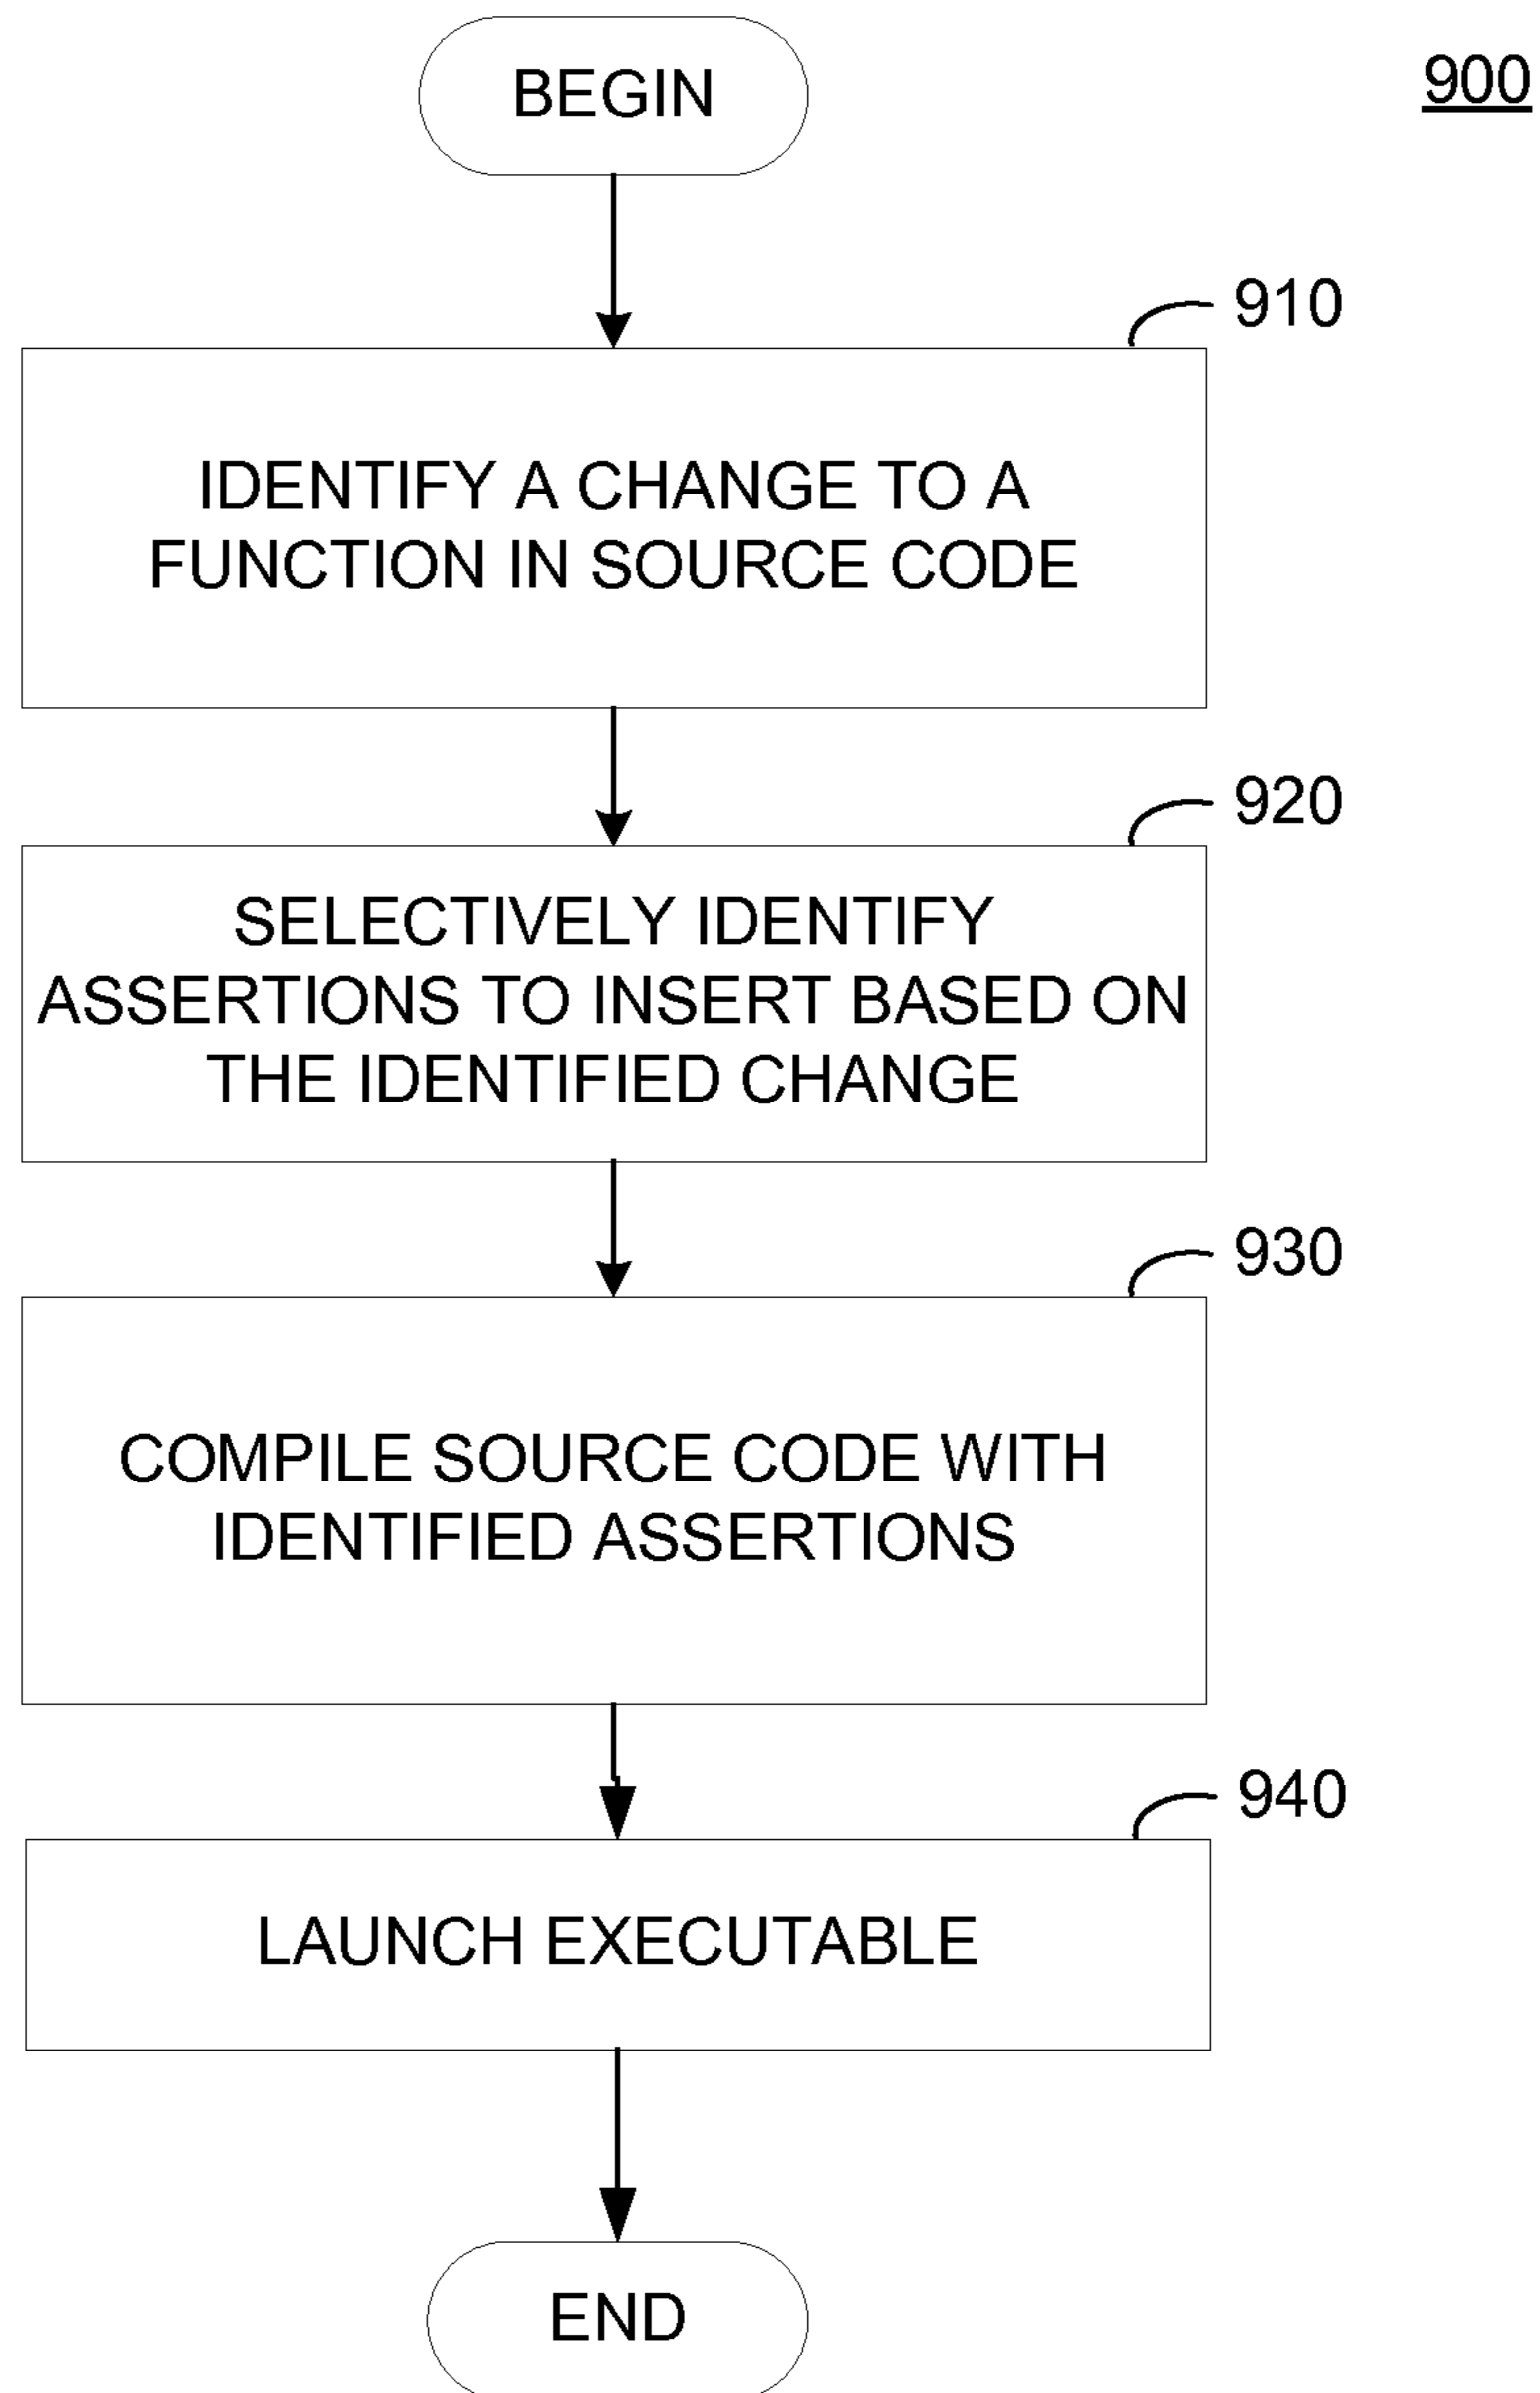 BEGIN
900
910
IDENTIFY A CHANGE TO A
FUNCTION IN SOURCE CODE
920
SELECTIVELY IDENTIFY
ASSERTIONS TO INSERT BASED ON
THE IDENTIFIED CHANGE
930
COMPILE SOURCE CODE WITH
IDENTIFIED ASSERTIONS
940
LAUNCH EXECUTABLE
END